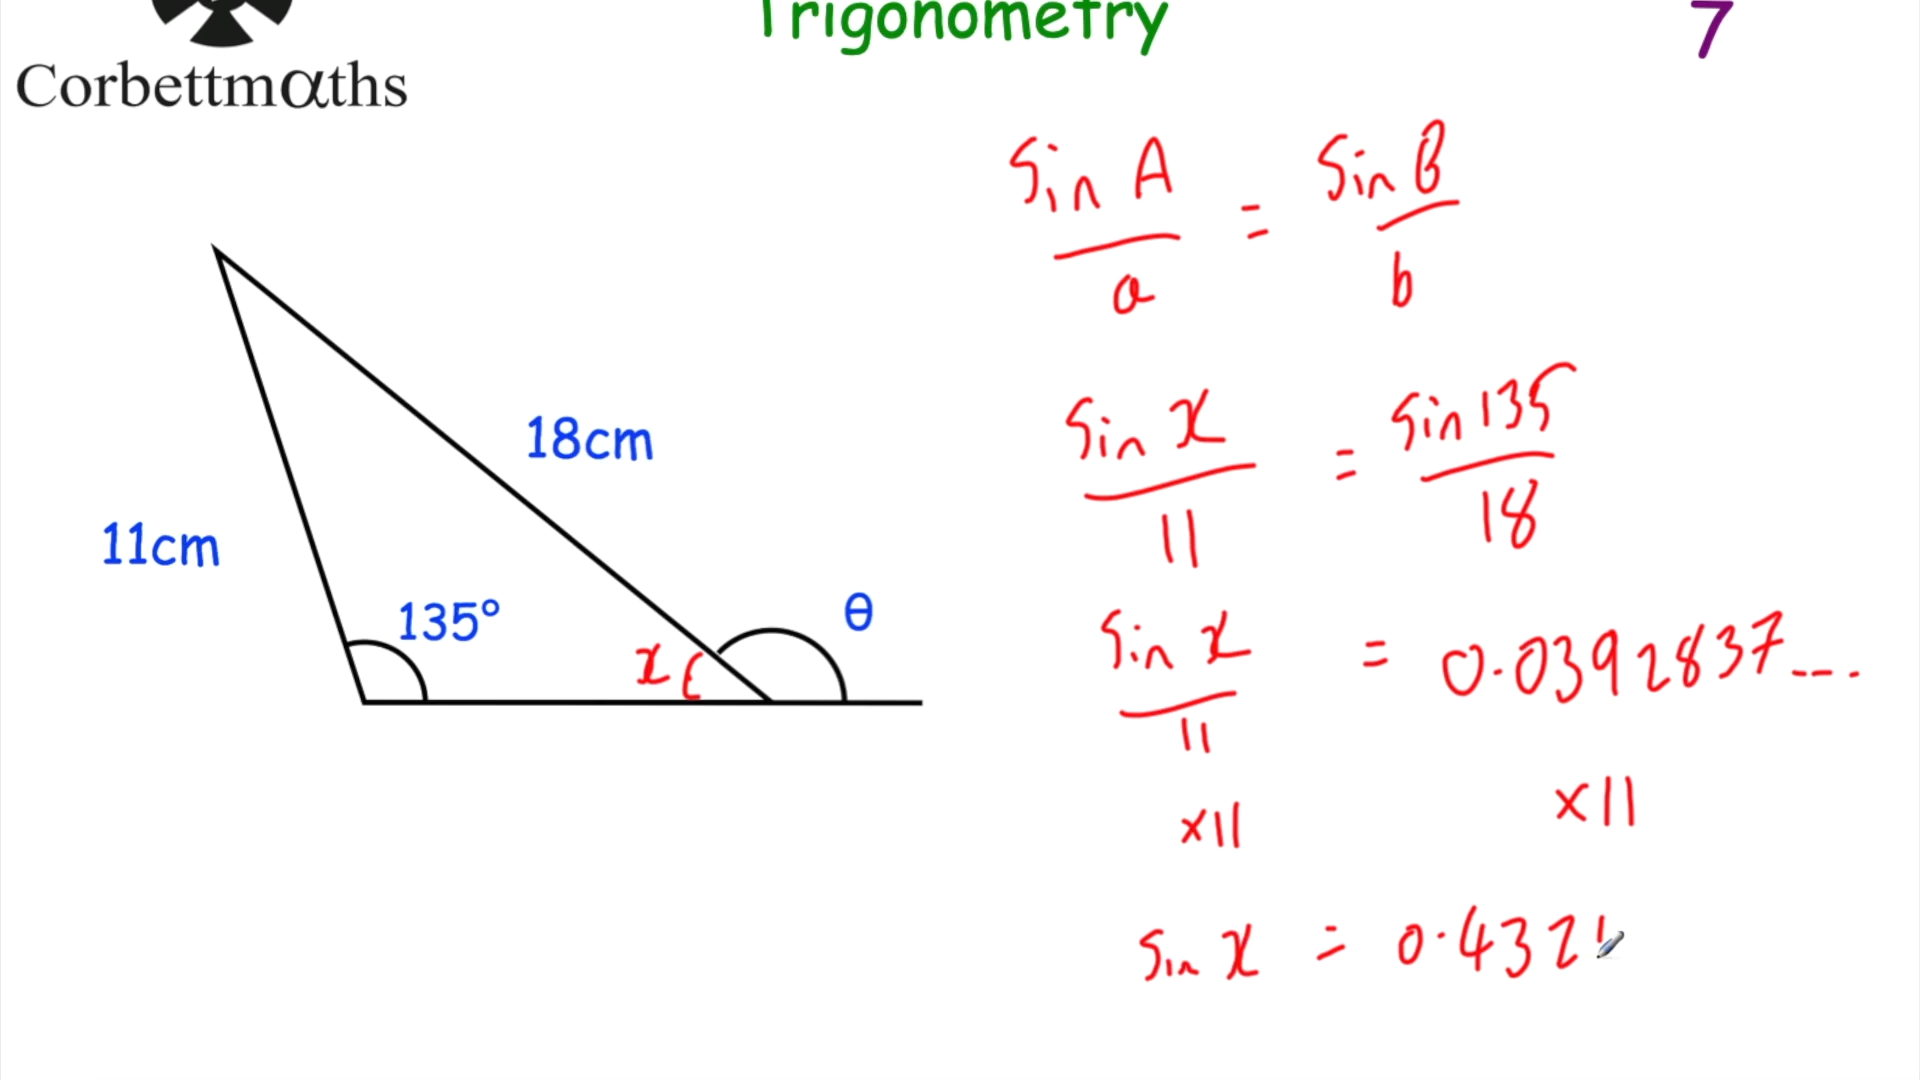 Trigonometry
7
Corbettmαths
18cm
11cm
135°
x
θ
Sin A / a = Sin B / b
Sin x / 11 = Sin 135 / 18
Sin x / 11 = 0.0392837....
×11 ×11
Sin x = 0.432